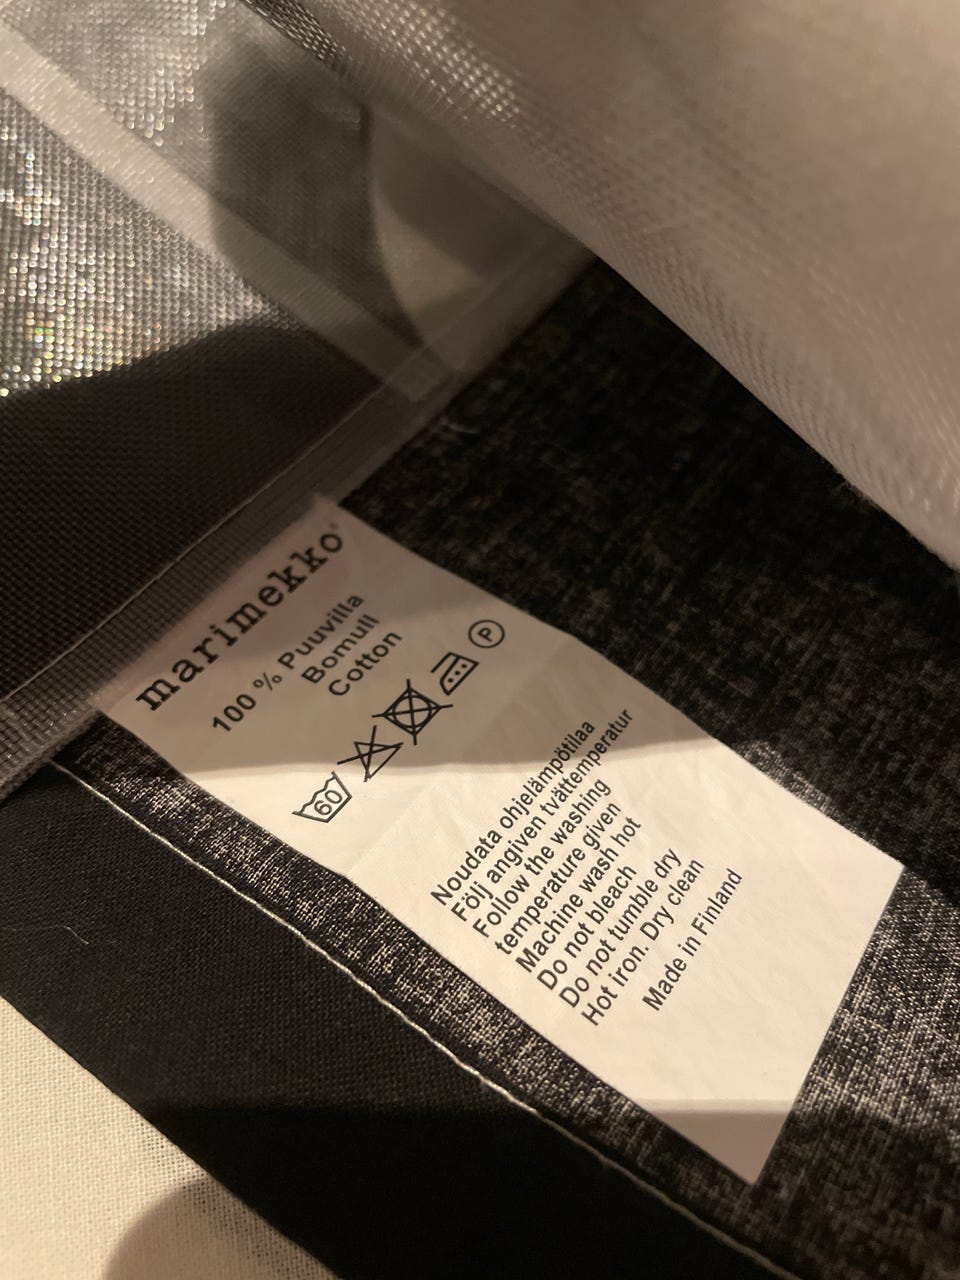 marimekko®
100 % Puuvilla
Bomull
Cotton
60
P
Noudata ohjelämpötilaa
Följ angiven tvättemperatur
Follow the washing
temperature given
Machine wash hot
Do not bleach
Do not tumble dry
Hot iron. Dry clean
Made in Finland